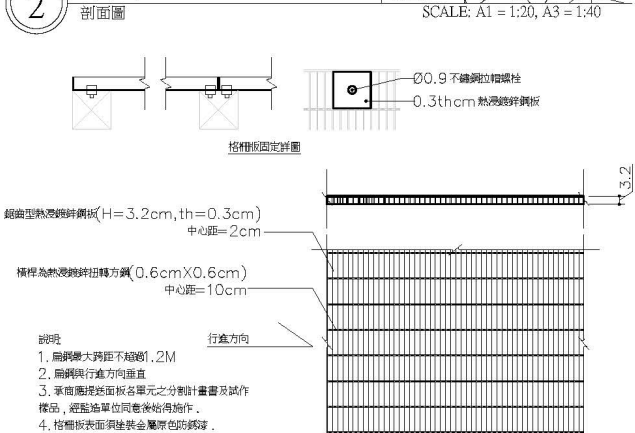 2
剖面圖
SCALE: A1 = 1:20, A3 = 1:40
Ø0.9 不鏽鋼拉帽螺栓
0.3thcm 熱浸鍍鋅鋼板
格柵板固定詳圖
3.2
鋸齒型熱浸鍍鋅鋼板(H=3.2cm,th=0.3cm)
中心距=2cm
橫桿為熱浸鍍鋅扭轉方鋼(0.6cmX0.6cm)
中心距=10cm
說明:
行進方向
1. 扁鋼最大跨距不超過1.2M
2. 扁鋼與行進方向垂直
3. 承商應提送面板各單元之分割計畫書及試作
樣品，經監造單位同意後始得施作．
4. 格柵板表面須塗裝金屬原色防銹漆．